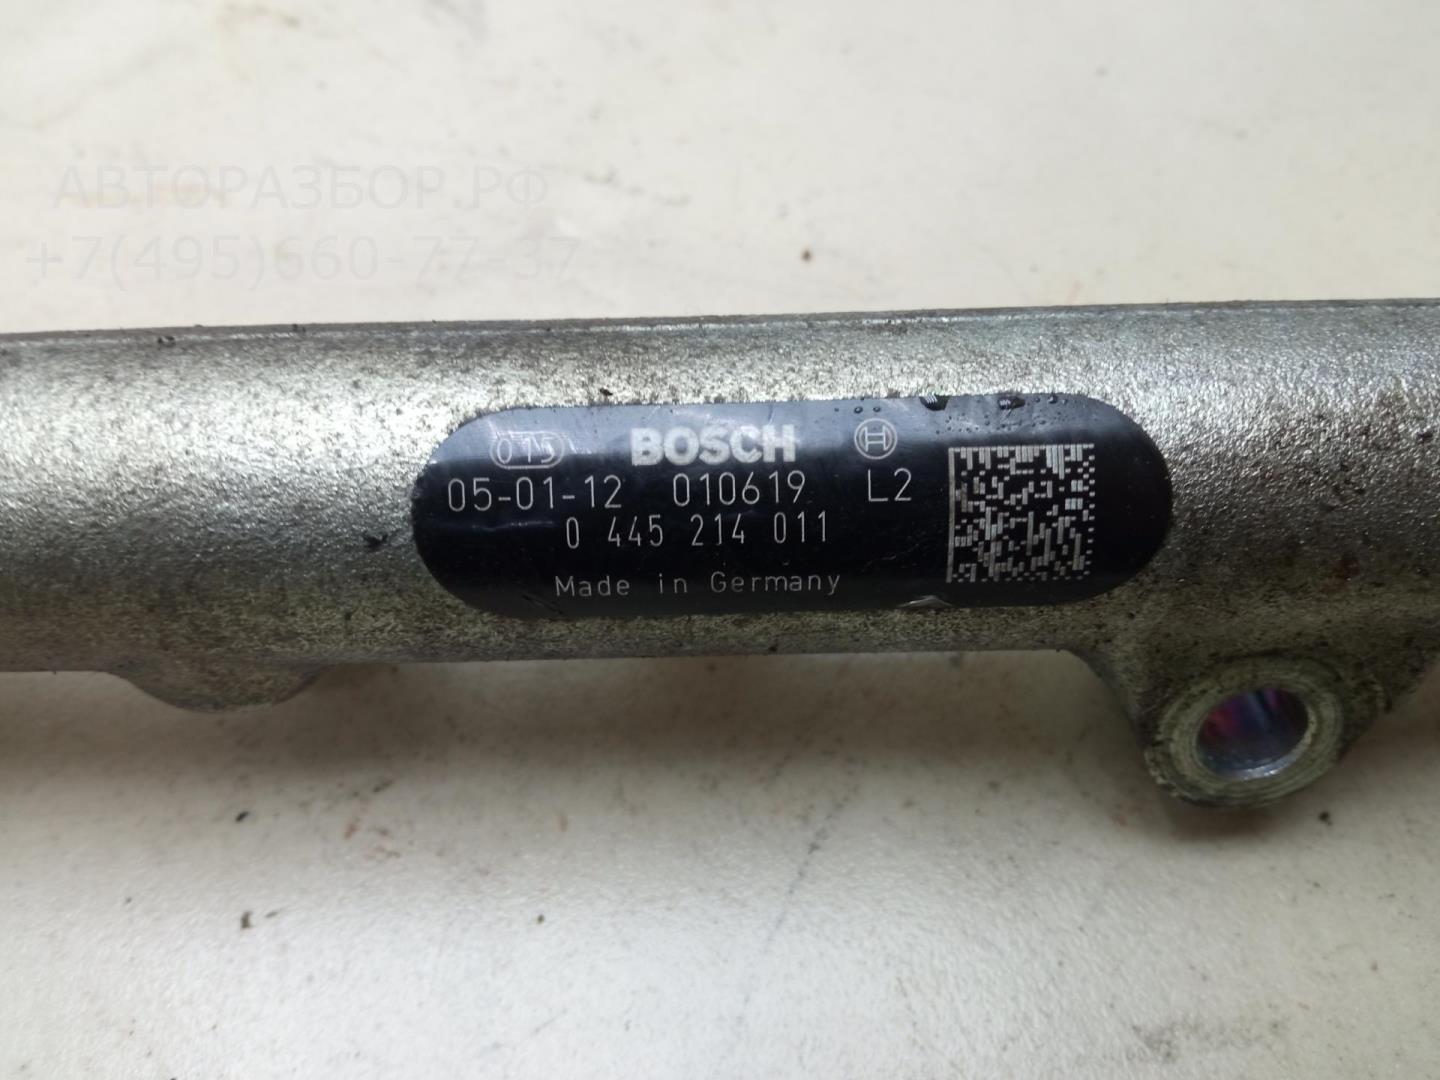 АВТОРАЗБОР.РФ
+7(495)660-77-37
015 BOSCH
05-01-12 010619 L2
0 445 214 011
Made in Germany